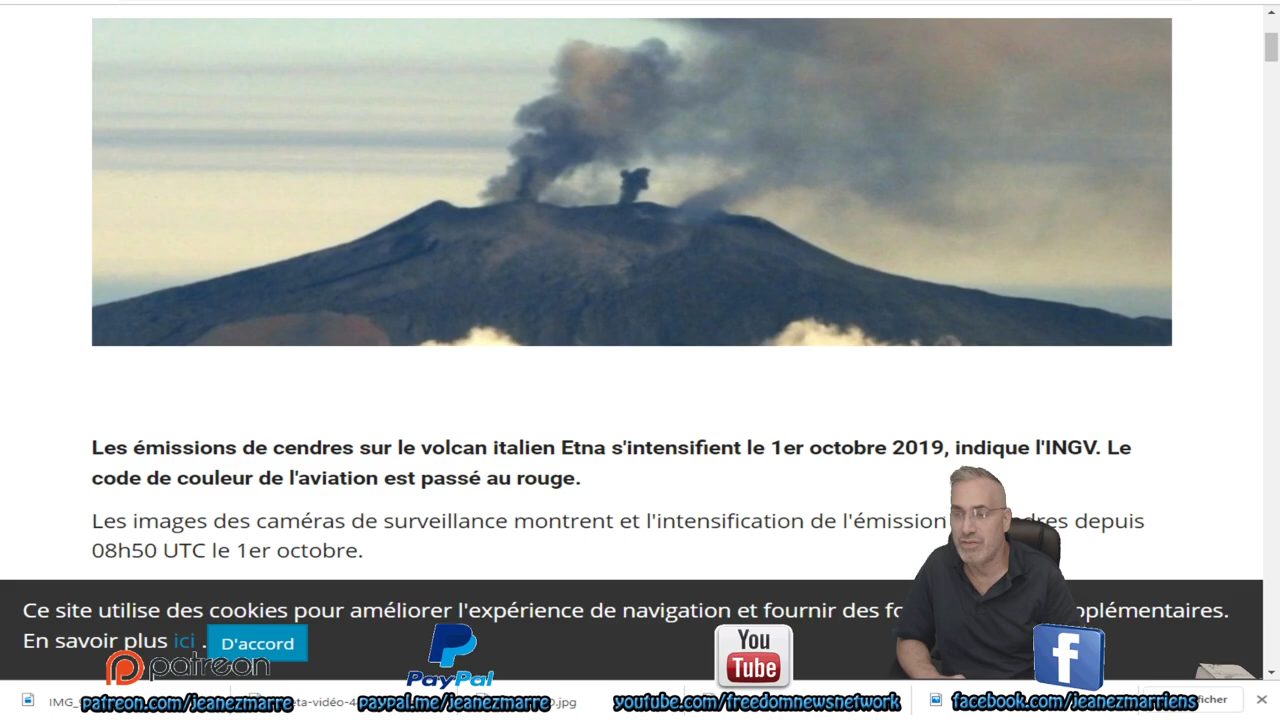 Les émissions de cendres sur le volcan italien Etna s'intensifient le 1er octobre 2019, indique l'INGV. Le
code de couleur de l'aviation est passé au rouge.
Les images des caméras de surveillance montrent et l'intensification de l'émission depuis
08h50 UTC le 1er octobre.
Ce site utilise des cookies pour améliorer l'expérience de navigation et fournir des
En savoir plus ici . D'accord
patreon
PayPal
You
Tube
f
patreon.com/jeanezmarre
paypal.me/jeanezmarre
.jpg
youtube.com/freedomnewsnetwork
facebook.com/jeanezmarriens